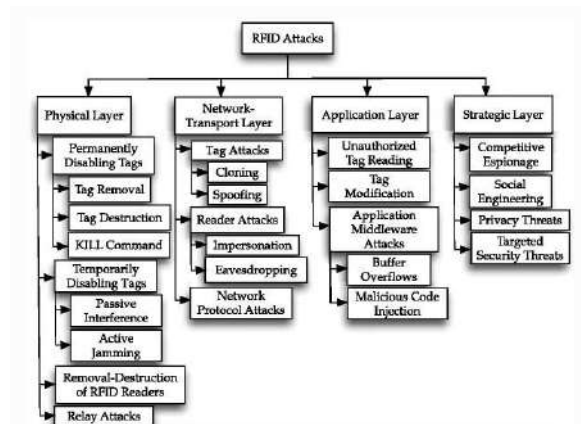 RFID Attacks
Physical Layer
Permanently
Disabling Tags
Tag Removal
Tag Destruction
KILL Command
Temporarily
Disabling Tags
Passive
Interference
Active
Jamming
Removal-Destruction
of RFID Readers
Relay Attacks
Network-
Transport Layer
Tag Attacks
Cloning
Spoofing
Reader Attacks
Impersonation
Eavesdropping
Network
Protocol Attacks
Application Layer
Unauthorized
Tag Reading
Tag
Modification
Application
Middleware
Attacks
Buffer
Overflows
Malicious Code
Injection
Strategic Layer
Competitive
Espionage
Social
Engineering
Privacy Threats
Targeted
Security Threats